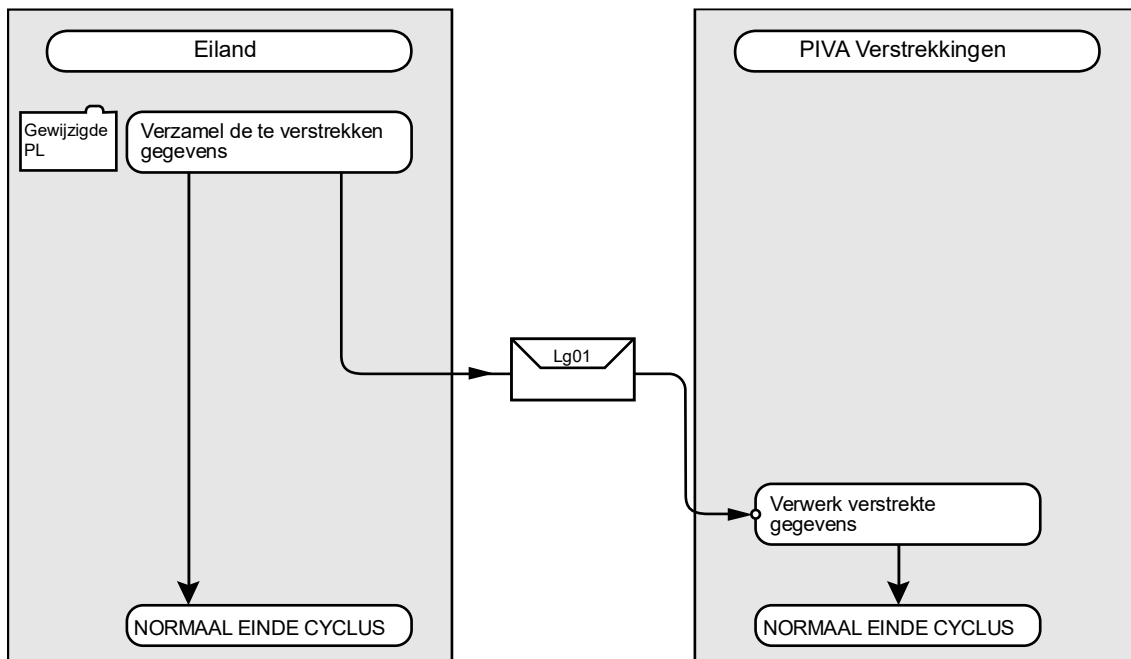 Eiland
PIVA Verstrekkingen
Gewijzigde
PL
Verzamel de te verstrekken
gegevens
Lg01
Verwerk verstrekte
gegevens
NORMAAL EINDE CYCLUS
NORMAAL EINDE CYCLUS